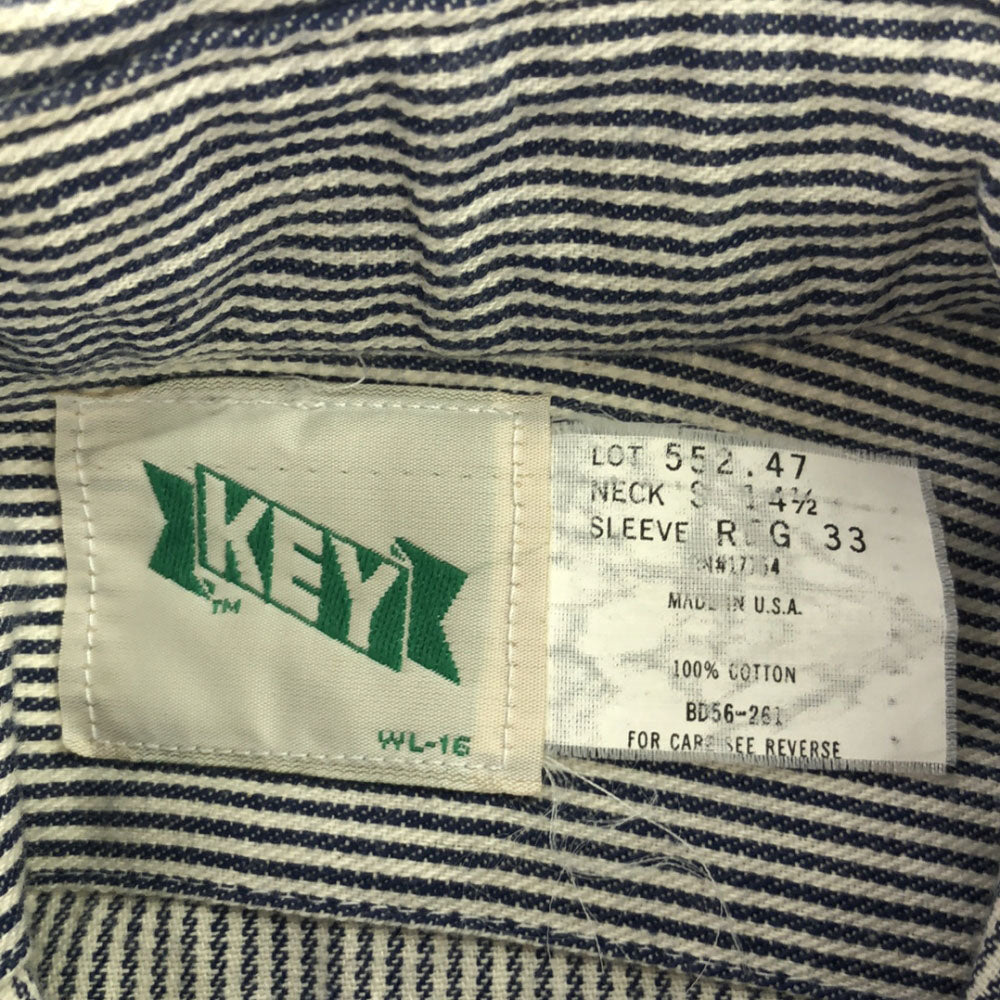 KEY
TM
WL-16
LOT 552.47
NECK S 14½
SLEEVE REG 33
MADE IN U.S.A.
100% COTTON
BD56-261
FOR CARE SEE REVERSE